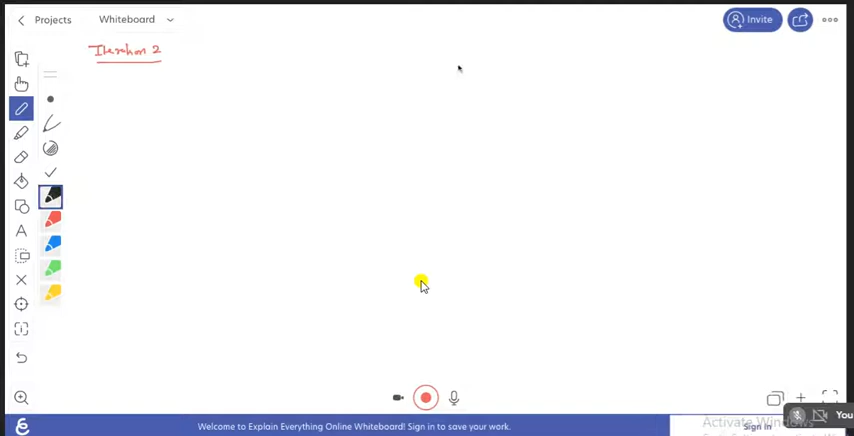 Projects
Whiteboard
Invite
Iteration 2
A
Welcome to Explain Everything Online Whiteboard! Sign in to save your work.
Activate Windows
Sign in
You